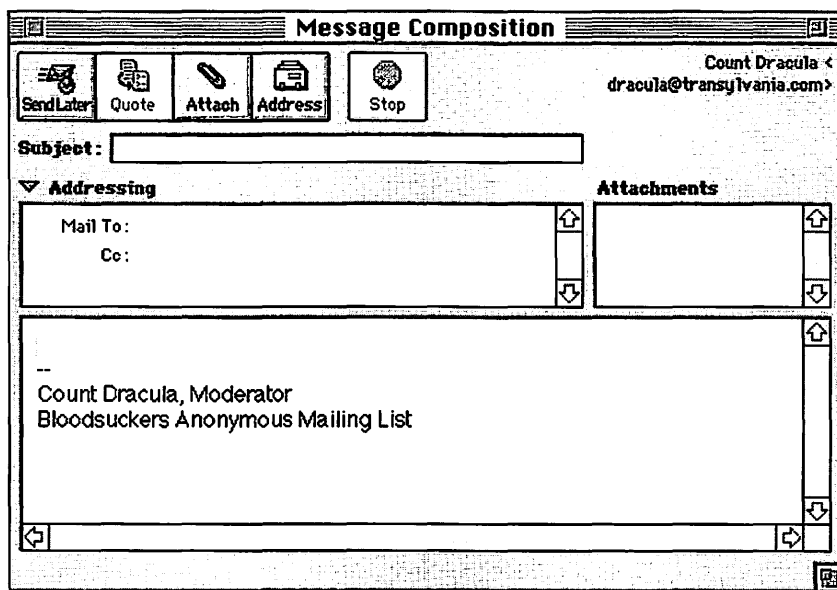 Message Composition
SendLater Quote Attach Address Stop
Count Dracula <
dracula@transylvania.com>
Subject:
Addressing
Attachments
Mail To:
Cc:
--
Count Dracula, Moderator
Bloodsuckers Anonymous Mailing List